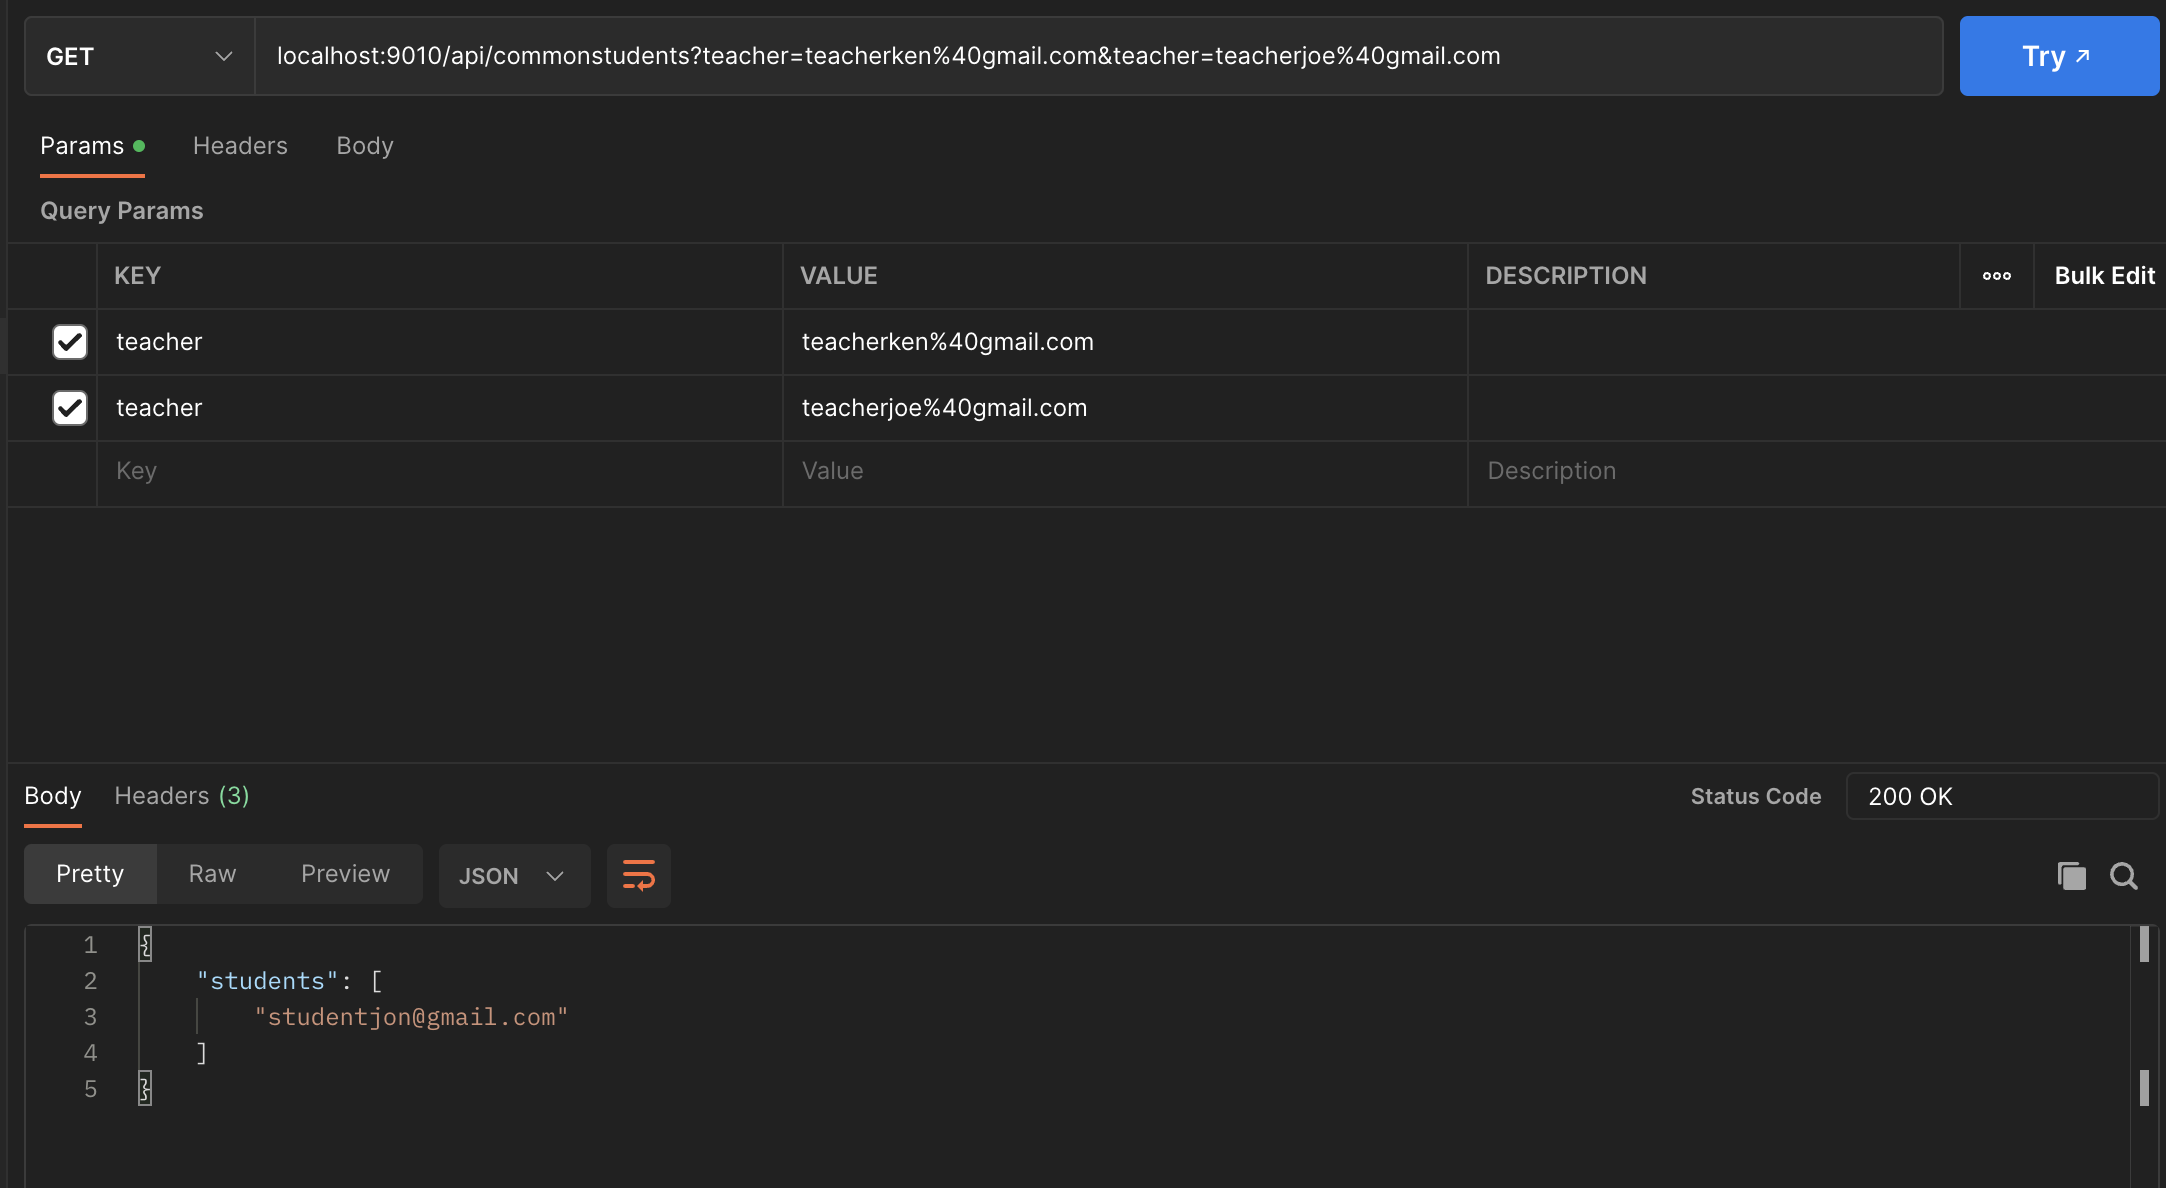 GET localhost:9010/api/commonstudents?teacher=teacherken%40gmail.com&teacher=teacherjoe%40gmail.com Try ↗
Params Headers Body
Query Params
KEY VALUE DESCRIPTION ooo Bulk Edit
teacher teacherken%40gmail.com
teacher teacherjoe%40gmail.com
Key Value Description
Body Headers (3) Status Code 200 OK
Pretty Raw Preview JSON
1 {
2 "students": [
3 "studentjon@gmail.com"
4 ]
5 }